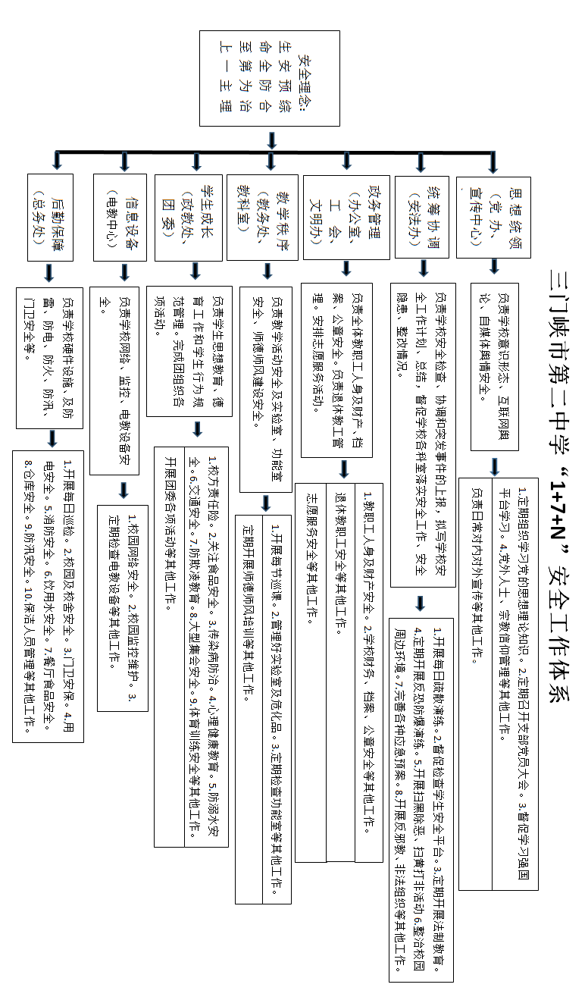 三门峡市第二中学“1+7+N”安全工作体系
安全理念：
生安预综
命全防合
至第为治
上一主理
思想统领
（党办、
宣传中心）
负责学校意识形态、互联网舆
论、自媒体舆情安全。
1.定期组织学习党的思想理论知识。2.定期召开支部党员大会。3.督促学习强国
平台学习。4.党外人士、宗教信仰管理等其他工作。
负责日常对内对外宣传等其他工作。
统筹协调
（安法办）
负责学校安全检查、协调和突发事件的上报，拟写学校安
全工作计划、总结，督促学校各科室落实安全工作、安全
隐患、整改情况。
1.开展每日疏散演练。2.督促检查学生安全平台。3.定期开展法制教育。
4.定期开展反恐防爆演练。5.开展扫黑除恶、扫黄打非活动6.整治校园
周边环境。7.完善各种应急预案。8.开展反邪教、非法组织等其他工作。
政务管理
（办公室、
工会、
文明办）
负责全体教职工人身及财产、档
案、公章安全。负责退休教工管
理。安排志愿服务活动。
1.教职工人身及财产安全。2.学校财务、档案、公章安全等其他工作。
退休教职工安全等其他工作。
志愿服务安全等其他工作。
教学秩序
（教务处、
教科室）
负责教学活动安全及实验室、功能室
安全、师德师风建设安全。
1.开展每节巡课。2.管理好实验室及危化品。3.定期检查功能室等其他工作。
定期开展师德师风培训等其他工作。
学生成长
（政教处、
团委）
负责学生思想教育、德
育工作和学生行为规
范管理。完成团组织各
项活动。
1.校方责任险。2.关注食品安全。3.传染病防治。4.心理健康教育。5.防溺水安
全。6.交通安全。7.防欺凌教育。8.大型集会安全。9.体育训练安全等其他工作。
开展团委各项活动等其他工作。
信息设备
（电教中心）
负责学校网络、监控、电教设备安
全。
1.校园网络安全。2.校园监控维护。3.
定期检查电教设备等其他工作。
后勤保障
（总务处）
负责学校硬件设施、及防
雷、防电、防火、防汛、
门卫安全等。
1.开展每日巡检。2.校园及校舍安全。3.门卫安保。4.用
电安全。5.消防安全。6.饮用水安全。7.餐厅食品安全。
8.仓库安全。9.防汛安全。10.保洁人员管理等其他工作。